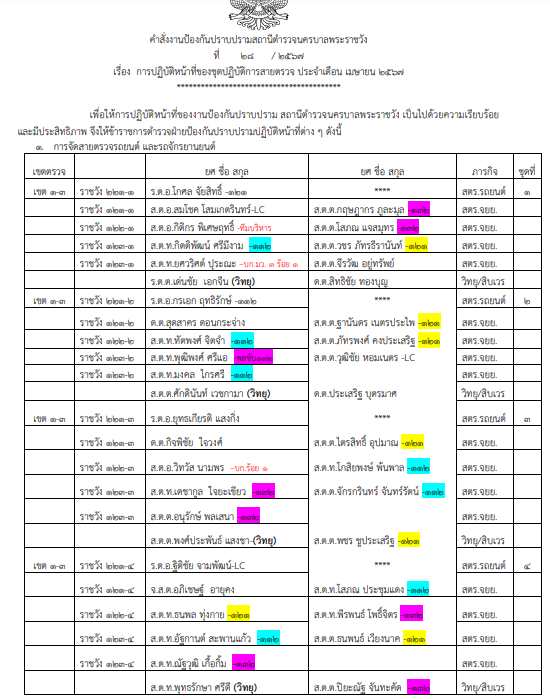 คำสั่งงานป้องกันปราบปรามสถานีตำรวจนครบาลพระราชวัง
ที่ ๒๘ / ๒๕๖๗
เรื่อง การปฏิบัติหน้าที่ของชุดปฏิบัติการสายตรวจ ประจำเดือน เมษายน ๒๕๖๗
****************************************
เพื่อให้การปฏิบัติหน้าที่ของงานป้องกันปราบปราม สถานีตำรวจนครบาลพระราชวัง เป็นไปด้วยความเรียบร้อย
และมีประสิทธิภาพ จึงให้ข้าราชการตำรวจฝ่ายป้องกันปราบปรามปฏิบัติหน้าที่ต่าง ๆ ดังนี้
๑. การจัดสายตรวจรถยนต์ และรถจักรยานยนต์
เขตตรวจ ยศ ชื่อ สกุล ยศ ชื่อ สกุล ภารกิจ ชุดที่
เขต ๑-๓ ราชวัง ๒๒๑-๑ ร.ต.อ.โกศล จัยสิทธิ์ -๑๒๑ **** สตร.รถยนต์ ๑
ราชวัง ๑๒๑-๑ ส.ต.อ.สมโชค โสมเกตรินทร์-LC ส.ต.ต.กฤษฎากร ภูละมุล -๑๓๒ สตร.จยย.
ราชวัง ๑๒๒-๑ ส.ต.อ.กิติกร พิเศษฤทธิ์ -ทีมบริหาร ส.ต.ต.โสภณ แจสมุทร -๑๓๒ สตร.จยย.
ราชวัง ๑๒๓-๑ ส.ต.ท.กิตติพัฒน์ ศรีมีงาม -๑๑๒ ส.ต.ต.วชร ภัทรธีรานันท์ -๑๒๑ สตร.จยย.
ราชวัง ๑๓๑-๑ ส.ต.ท.ยศวริศต์ ปุระณะ -บก.มว. ๓ ร้อย ๑ ส.ต.ต.จีรวัฒ อยู่ทรัพย์ สตร.จยย.
ร.ต.ต.เด่นชัย เอกจีน (วิทยุ) ด.ต.สิทธิชัย ทองบุญ วิทยุ/สิบเวร
เขต ๑-๓ ราชวัง ๒๒๑-๒ ร.ต.อ.กรเอก ฤทธิรักษ์ -๑๑๒ **** สตร.รถยนต์ ๒
ราชวัง ๑๒๑-๒ ด.ต.สุดสาคร ดอนกระจ่าง ส.ต.ต.ฐานันดร เนตรประไพ -๑๒๑ สตร.จยย.
ราชวัง ๑๒๒-๒ ส.ต.ท.ทัตพงศ์ จิตจำ -๑๑๒ ส.ต.ต.ภัทรพงศ์ คงประเสริฐ -๑๒๑ สตร.จยย.
ราชวัง ๑๒๓-๒ ส.ต.ท.พุฒิพงศ์ ศรีแอ ส.ต.ต.วุฒิชัย หอมเนตร -LC สตร.จยย.
ราชวัง ๑๓๑-๒ ส.ต.ท.มงคล ไกรศรี -๑๑๒ สตร.จยย.
ส.ต.ต.ศักดินันท์ เวชกามา (วิทยุ) ด.ต.ประเสริฐ บุตรมาศ วิทยุ/สิบเวร
เขต ๑-๓ ราชวัง ๒๒๑-๓ ร.ต.อ.ยุทธเกียรติ แสงกิ่ง **** สตร.รถยนต์ ๓
ราชวัง ๑๒๑-๓ ด.ต.กิจพิชัย ใจวงศ์ ส.ต.ต.ไตรสิทธิ์ อุปมาณ -๑๒๑ สตร.จยย.
ราชวัง ๑๒๒-๓ ส.ต.อ.วิทวัส นามพร -บก.ร้อย ๑ ส.ต.ท.โกสิยพงษ์ พ้นพาล -๑๑๒ สตร.จยย.
ราชวัง ๑๒๓-๓ ส.ต.ท.เดชากูล ใจยะเขียว -๑๓๒ ส.ต.ต.จักรกรินทร์ จันทร์รัตน์ -๑๑๒ สตร.จยย.
ราชวัง ๑๓๑-๓ ส.ต.ต.อนุรักษ์ พลเสนา -๑๓๒ สตร.จยย.
ส.ต.ต.พงศ์ประพันธ์ แสงชา-(วิทยุ) ส.ต.ต.พชร ชูประเสริฐ -๑๒๑ วิทยุ/สิบเวร
เขต ๑-๓ ราชวัง ๒๒๑-๔ ร.ต.อ.ฐิติชัย จามพัฒน์-LC **** สตร.รถยนต์ ๔
ราชวัง ๑๒๑-๔ จ.ส.ต.อภิเชษฐ์ อายุคง ส.ต.ท.โสภณ ประชุมแดง -๑๑๒ สตร.จยย.
ราชวัง ๑๒๒-๔ ส.ต.ท.ธนพล ทุ่งกาย -๑๒๑ ส.ต.ท.พีรพนธ์ โพธิ์จิตร -๑๓๒ สตร.จยย.
ราชวัง ๑๒๓-๔ ส.ต.ท.อัฐกานต์ สะพานแก้ว -๑๑๒ ส.ต.ต.ธนพนธ์ เวียงนาค -๑๒๑ สตร.จยย.
ราชวัง ๑๓๑-๔ ส.ต.ท.ณัฐวุฒิ เกื้อกิ้ม -๑๓๒ สตร.จยย.
ส.ต.ท.พุทธรักษา ศรีดี (วิทยุ) ส.ต.ต.ปิยะณัฐ จันทะคัด -๑๓๒ วิทยุ/สิบเวร